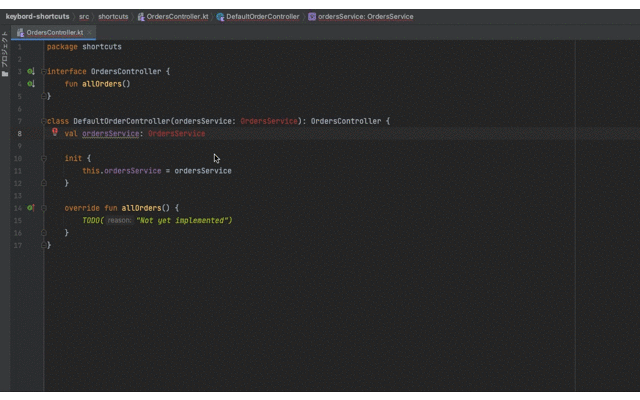 keybord-shortcuts 〉 src 〉 shortcuts 〉 OrdersController.kt 〉 DefaultOrderController 〉 ordersService: OrdersService
OrdersController.kt ×
プロジェクト
1 package shortcuts
2
3 interface OrdersController {
4 fun allOrders()
5 }
6
7 class DefaultOrderController(ordersService: OrdersService): OrdersController {
8 val ordersService: OrdersService
9
10 init {
11 this.ordersService = ordersService
12 }
13
14 override fun allOrders() {
15 TODO( reason: "Not yet implemented")
16 }
17 }